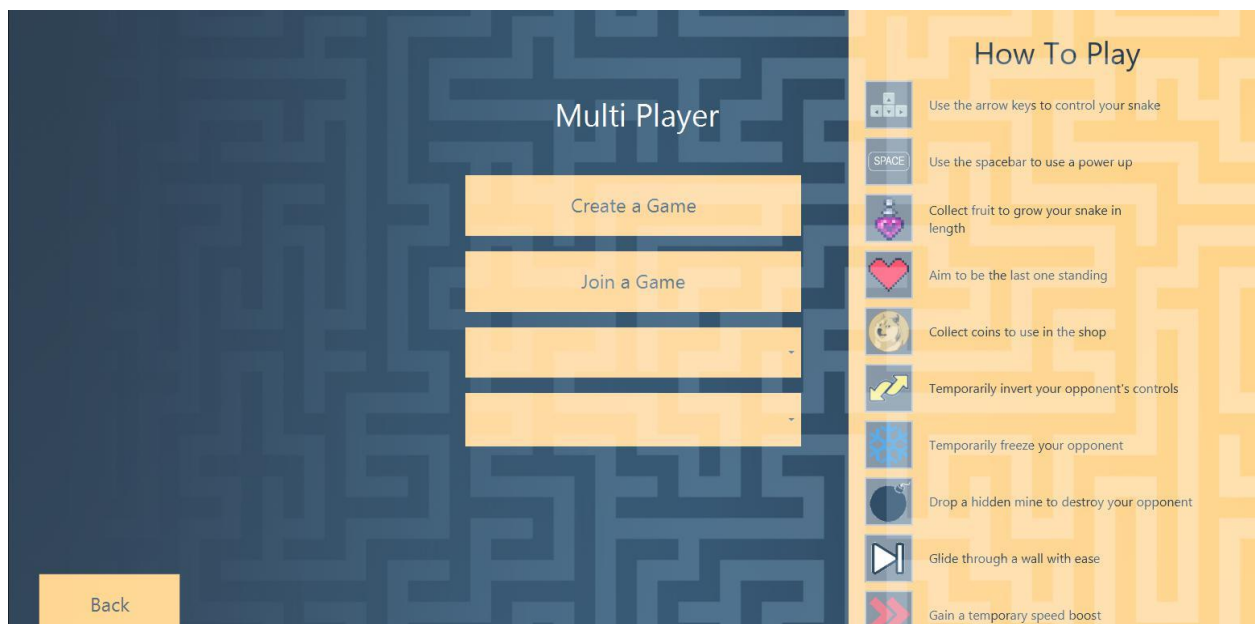 Multi Player
Create a Game
Join a Game
Back
How To Play
Use the arrow keys to control your snake
SPACE
Use the spacebar to use a power up
Collect fruit to grow your snake in
length
Aim to be the last one standing
Collect coins to use in the shop
Temporarily invert your opponent's controls
Temporarily freeze your opponent
Drop a hidden mine to destroy your opponent
Glide through a wall with ease
Gain a temporary speed boost